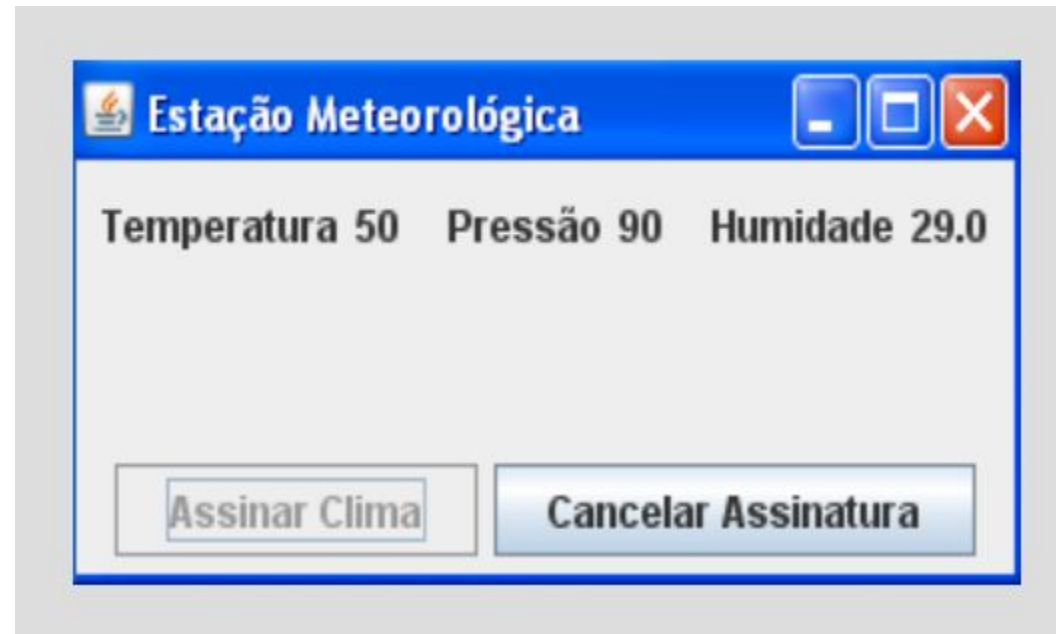 Estação Meteorológica
Temperatura 50 Pressão 90 Humidade 29.0
Assinar Clima Cancelar Assinatura